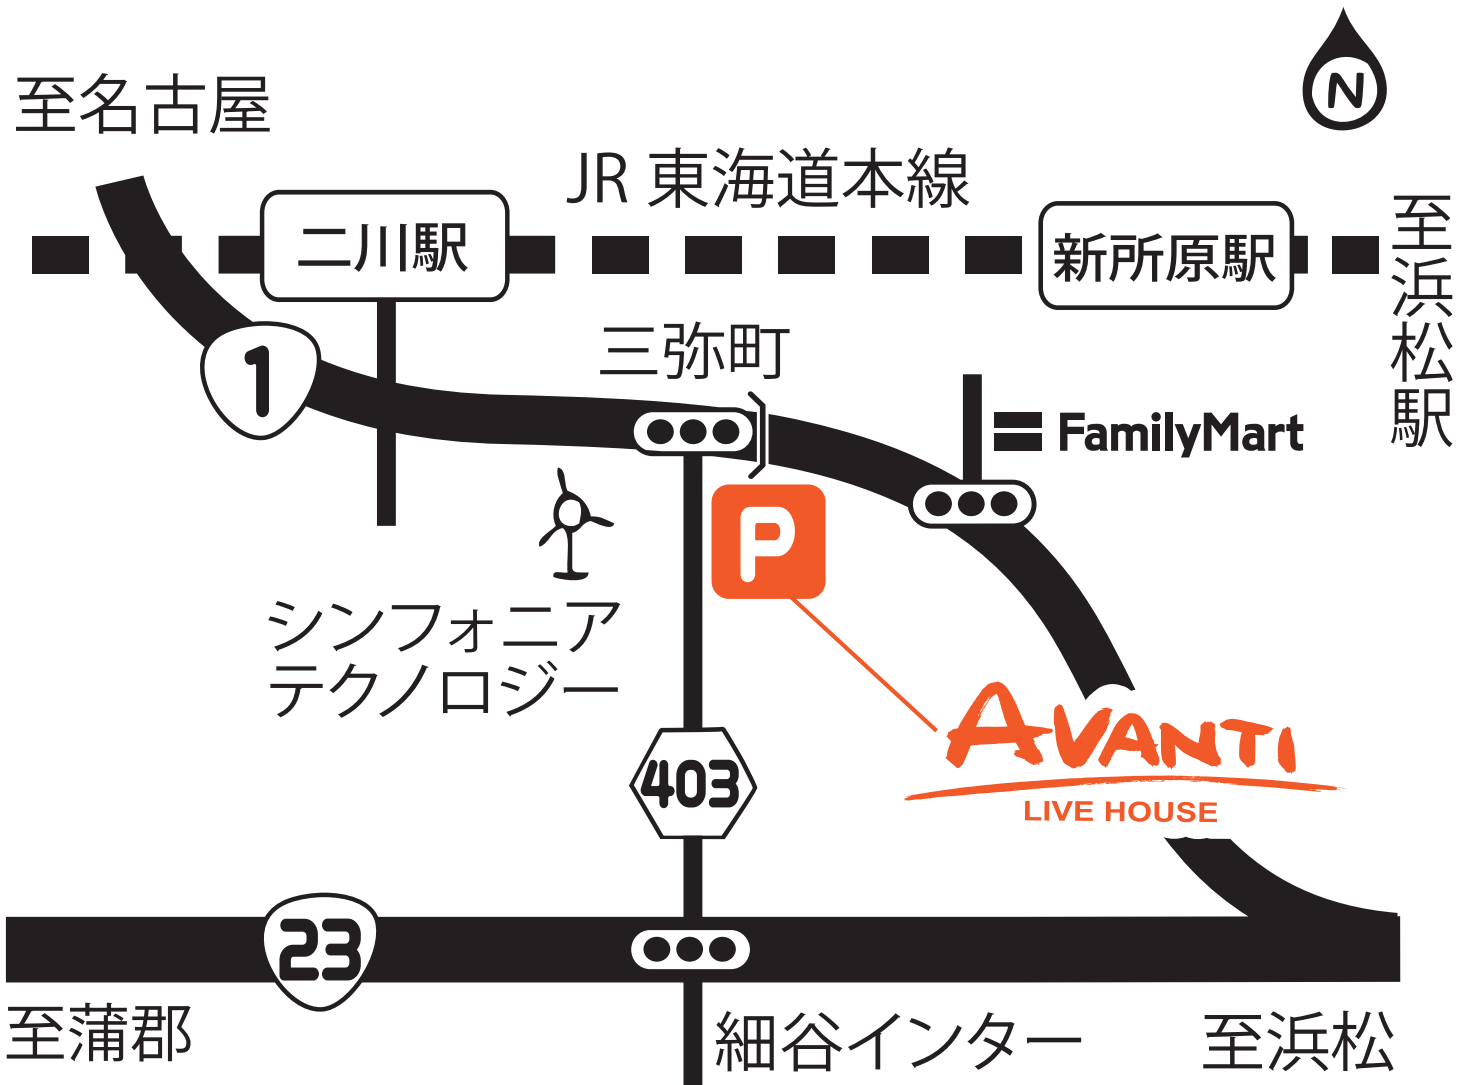 N
至名古屋
JR 東海道本線
至浜松駅
二川駅
新所原駅
三弥町
1
FamilyMart
P
シンフォニア
テクノロジー
AVANTI
LIVE HOUSE
403
23
至蒲郡
細谷インター
至浜松